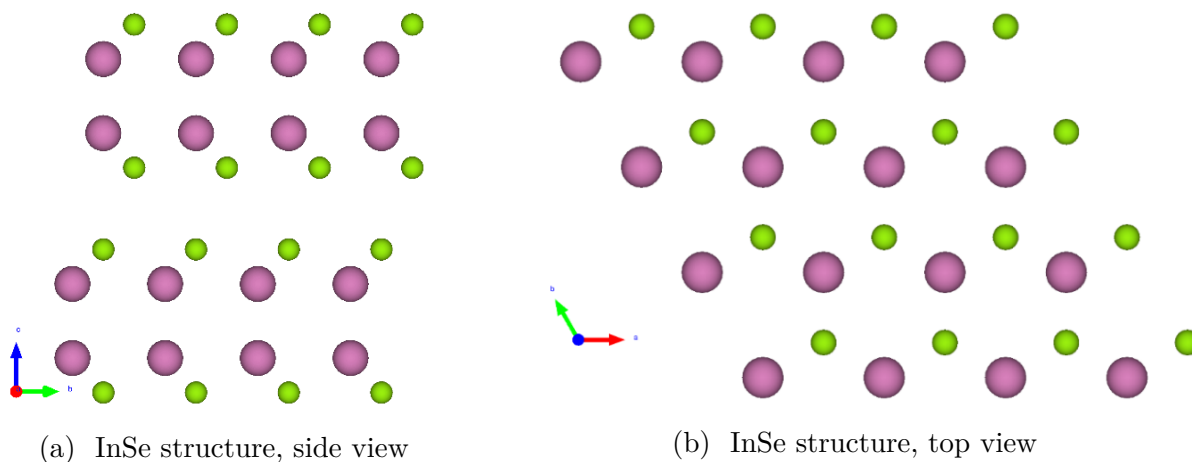 c
b
b
a
(a) InSe structure, side view
(b) InSe structure, top view